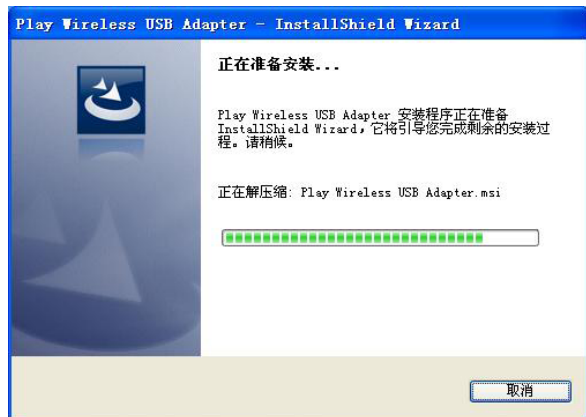 Play Wireless USB Adapter - InstallShield Wizard
正在准备安装...
Play Wireless USB Adapter 安装程序正在准备
InstallShield Wizard，它将引导您完成剩余的安装过
程。请稍候。
正在解压缩: Play Wireless USB Adapter.msi
取消